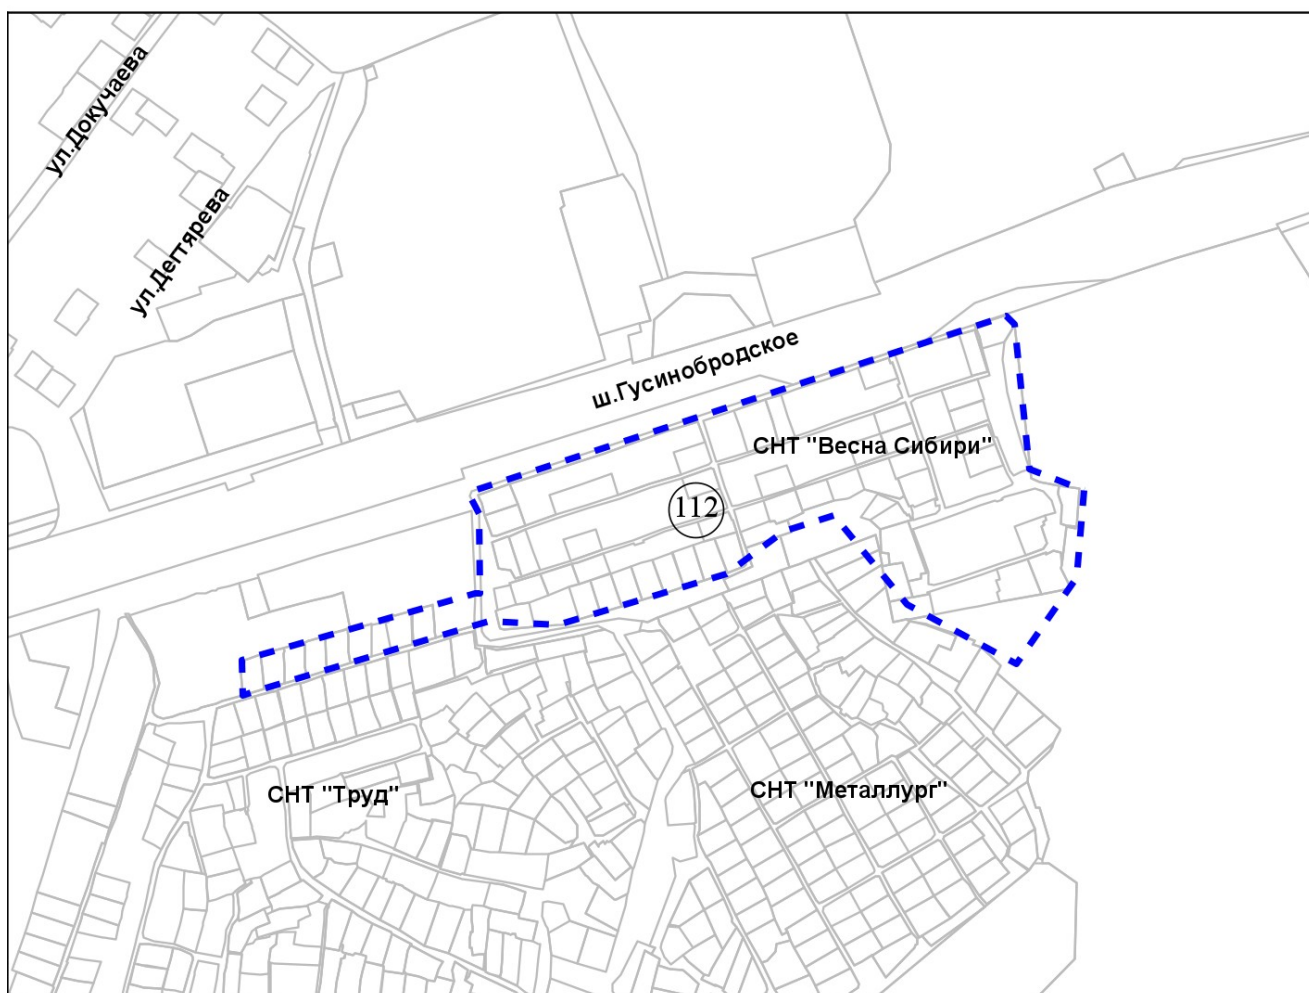 ул.Докучаева
ул.Дегтярева
ш.Гусинобродское
СНТ "Весна Сибири"
112
СНТ "Труд"
СНТ "Металлург"